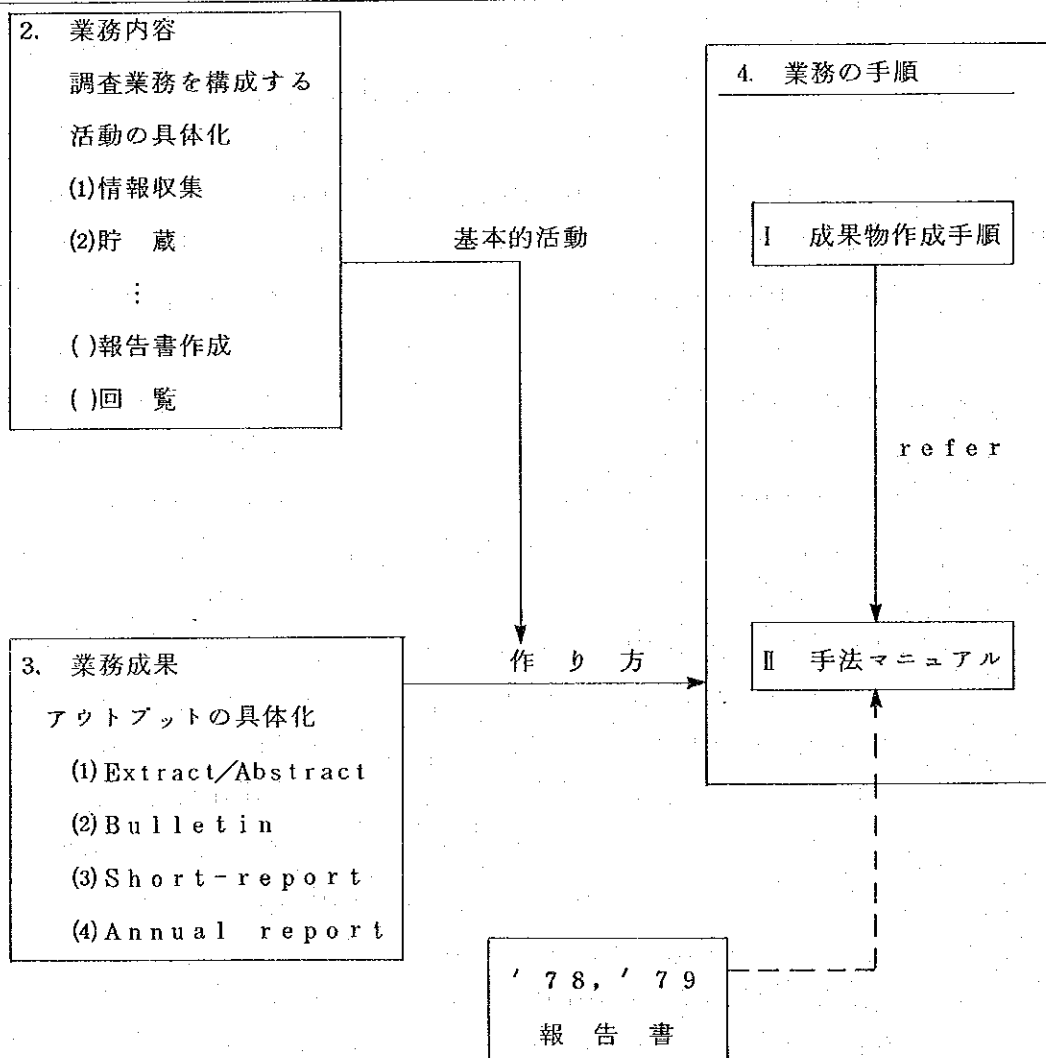 2. 業務内容
調査業務を構成する
活動の具体化
(1)情報収集
(2)貯 蔵
⋮
( )報告書作成
( )回 覧
基本的活動
3. 業務成果
アウトプットの具体化
(1)Extract/Abstract
(2)Bulletin
(3)Short-report
(4)Annual report
作 り 方
4. 業務の手順
I 成果物作成手順
refer
II 手法マニュアル
'78,'79
報 告 書